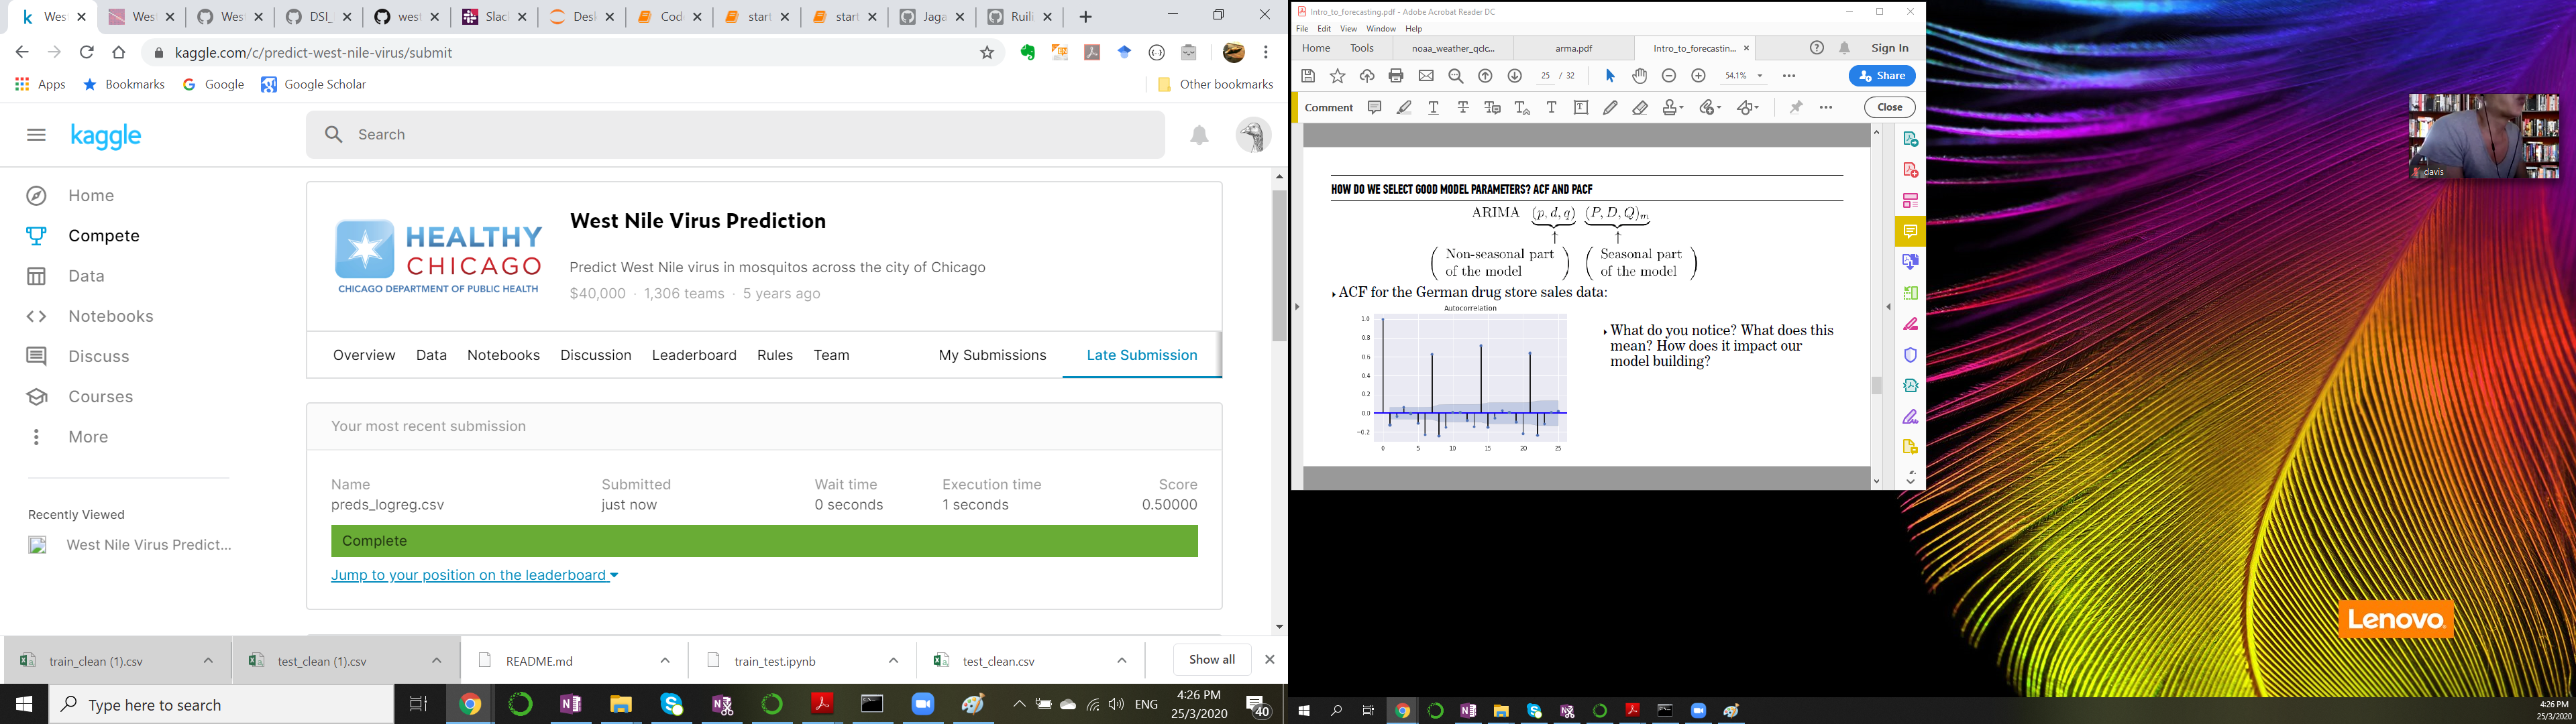 Wes
West
Wes
DSI_
west
Slac
Desl
Cod
start
start
Jaga
Ruili
kaggle.com/c/predict-west-nile-virus/submit
Apps
Bookmarks
Google
Google Scholar
Other bookmarks
kaggle
Search
Home
Compete
Data
Notebooks
Discuss
Courses
More
Recently Viewed
West Nile Virus Predict...
HEALTHY
CHICAGO
CHICAGO DEPARTMENT OF PUBLIC HEALTH
West Nile Virus Prediction
Predict West Nile virus in mosquitos across the city of Chicago
$40,000 · 1,306 teams · 5 years ago
Overview Data Notebooks Discussion Leaderboard Rules Team My Submissions Late Submission
Your most recent submission
Name Submitted Wait time Execution time Score
preds_logreg.csv just now 0 seconds 1 seconds 0.50000
Complete
Jump to your position on the leaderboard
train_clean (1).csv
test_clean (1).csv
README.md
train_test.ipynb
test_clean.csv
Show all
Type here to search
ENG
4:26 PM
25/3/2020
40
Intro_to_forecasting.pdf - Adobe Acrobat Reader DC
File Edit View Window Help
Home Tools noaa_weather_qclc... arma.pdf Intro_to_forecastin... Sign In
25 / 32 54.1% Share
Comment Close
HOW DO WE SELECT GOOD MODEL PARAMETERS? ACF AND PACF
ARIMA (p, d, q) (P, D, Q)m
Non-seasonal part
of the model
Seasonal part
of the model
ACF for the German drug store sales data:
Autocorrelation
1.0
0.8
0.6
0.4
0.2
0.0
−0.2
0 5 10 15 20 25
What do you notice? What does this
mean? How does it impact our
model building?
davis
Lenovo
4:26 PM
25/3/2020